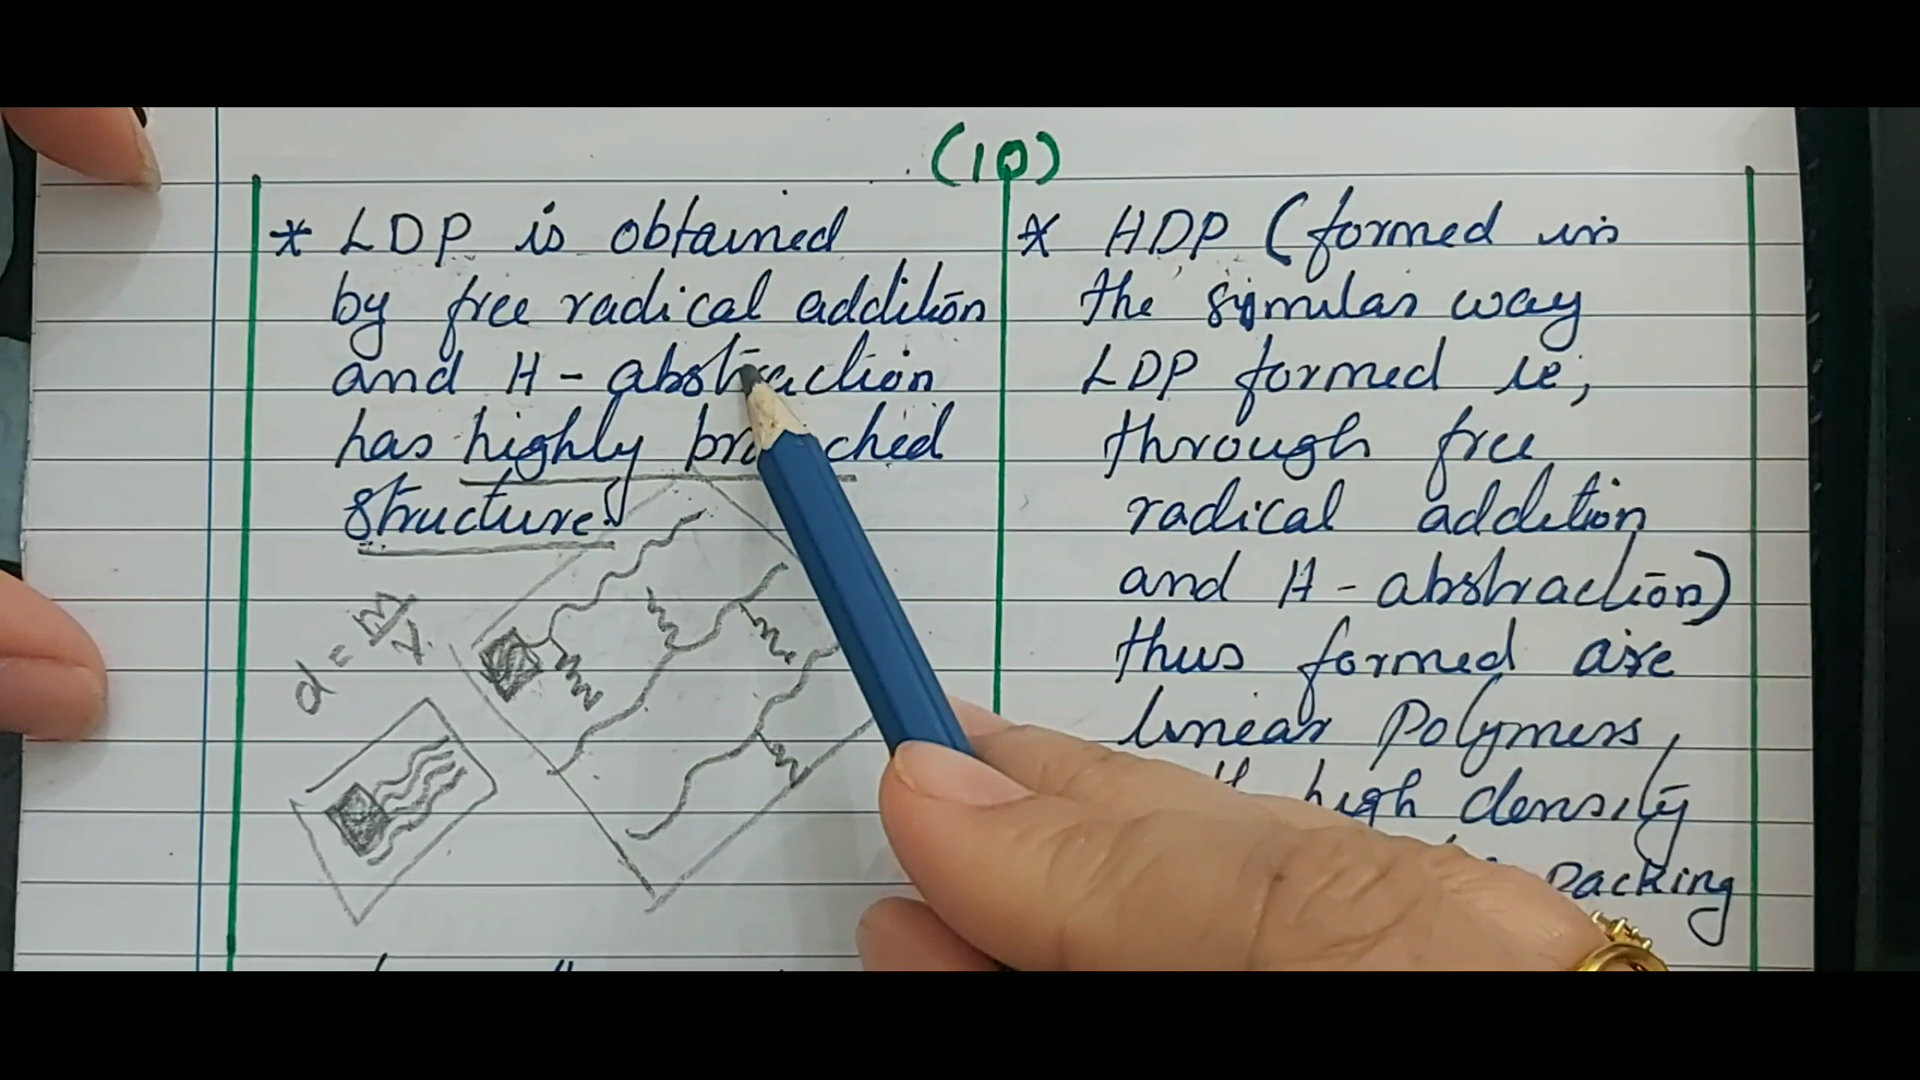 (10)
* LDP is obtained
by free radical addition
and H - abstraction
has highly branched
structure.
d = m/v
* HDP (formed in
the similar way
LDP formed ie,
through free
radical addition
and H - abstraction)
thus formed are
linear polymers,
high density
packing